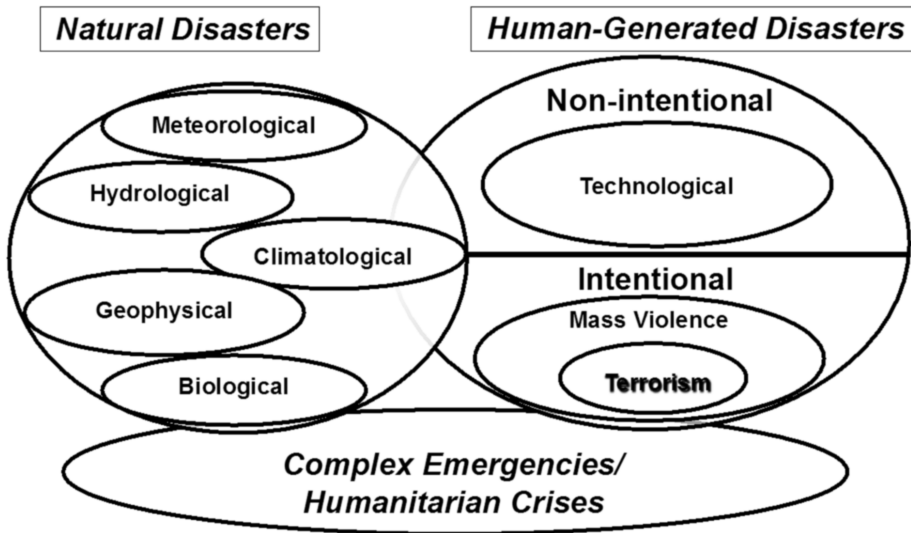 Natural Disasters
Human-Generated Disasters
Meteorological
Hydrological
Climatological
Geophysical
Biological
Non-intentional
Technological
Intentional
Mass Violence
Terrorism
Complex Emergencies/
Humanitarian Crises